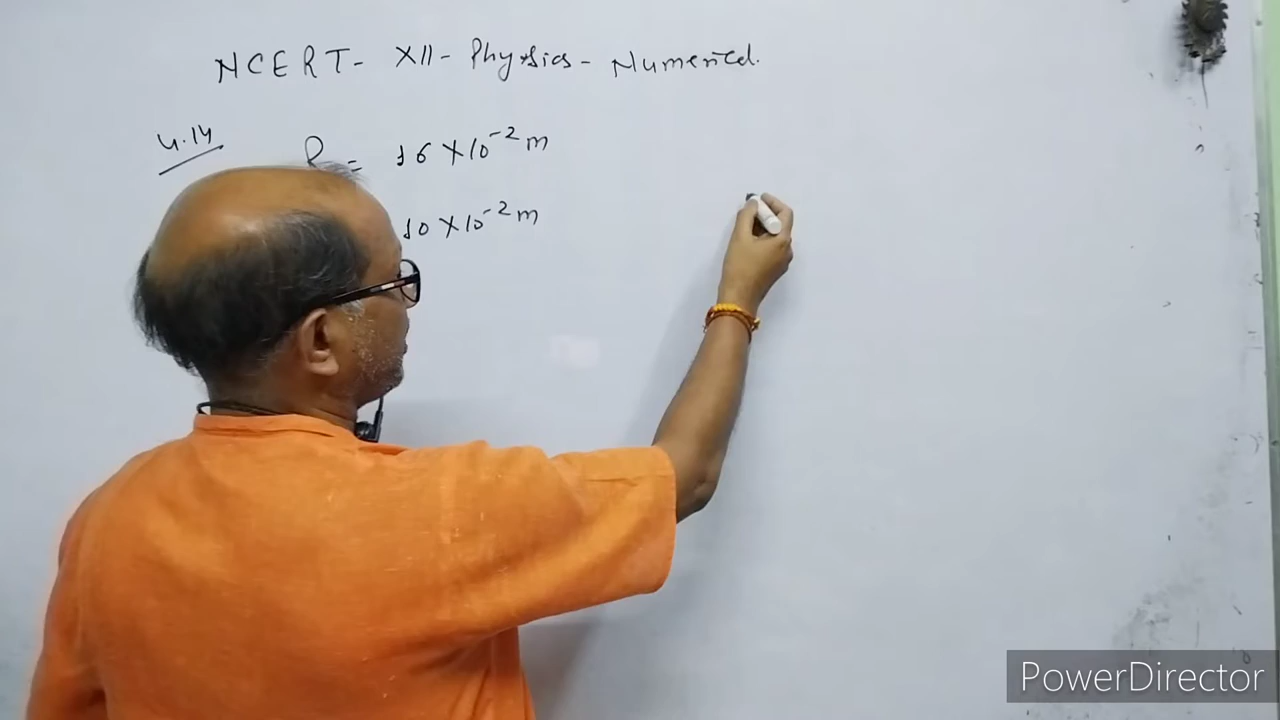 NCERT - XII - Physics - Numerical.
4.14
R = 16 X 10⁻² m
10 X 10⁻² m
PowerDirector